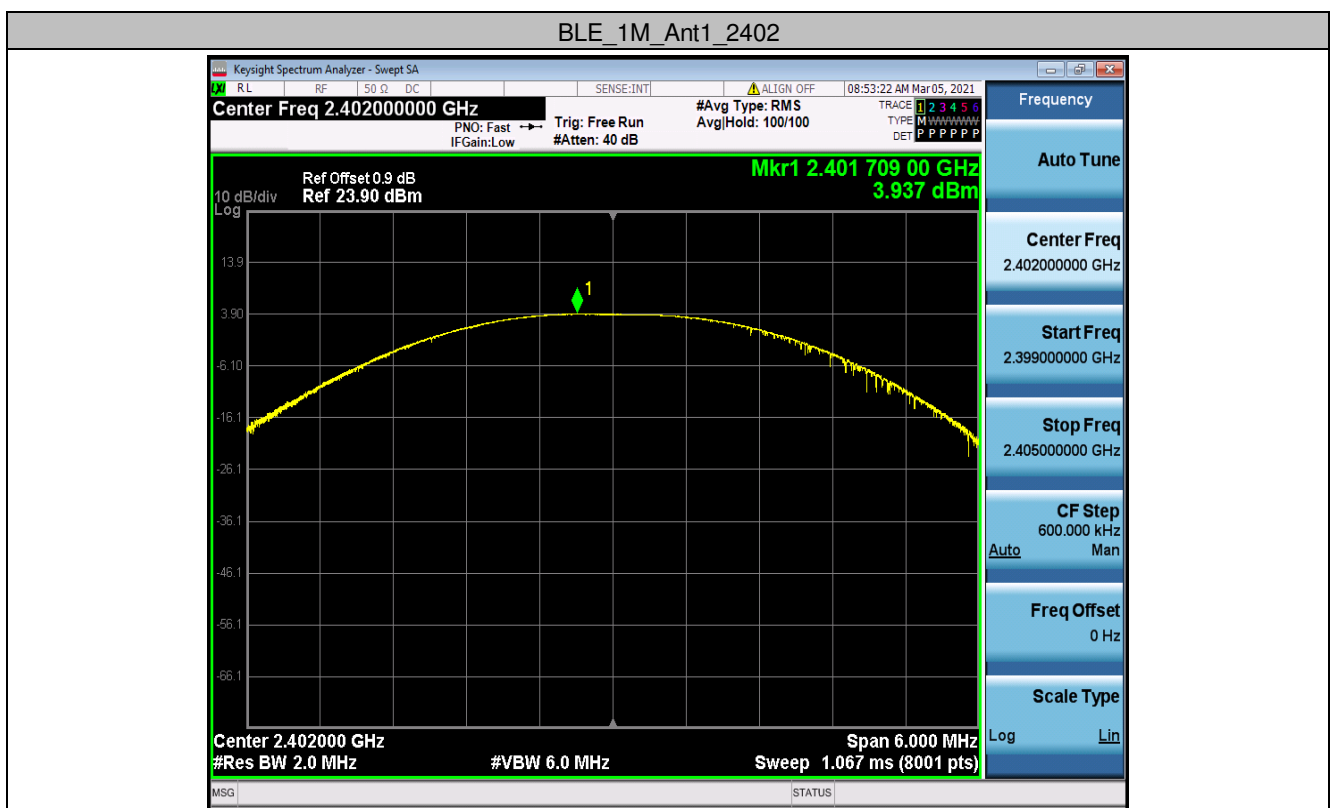 BLE_1M_Ant1_2402
Keysight Spectrum Analyzer - Swept SA
LXI RL RF 50 Ω DC SENSE:INT ALIGN OFF 08:53:22 AM Mar 05, 2021
Center Freq 2.402000000 GHz
PNO: Fast
IFGain:Low
Trig: Free Run
#Atten: 40 dB
#Avg Type: RMS
Avg|Hold: 100/100
TRACE 1 2 3 4 5 6
TYPE M WWWWW
DET P P P P P P
Mkr1 2.401 709 00 GHz
3.937 dBm
Ref Offset 0.9 dB
10 dB/div Ref 23.90 dBm
Log
1
13.9
3.90
-6.10
-16.1
-26.1
-36.1
-46.1
-56.1
-66.1
Center 2.402000 GHz Span 6.000 MHz
#Res BW 2.0 MHz #VBW 6.0 MHz Sweep 1.067 ms (8001 pts)
MSG STATUS
Frequency
Auto Tune
Center Freq
2.402000000 GHz
Start Freq
2.399000000 GHz
Stop Freq
2.405000000 GHz
CF Step
600.000 kHz
Auto Man
Freq Offset
0 Hz
Scale Type
Log Lin